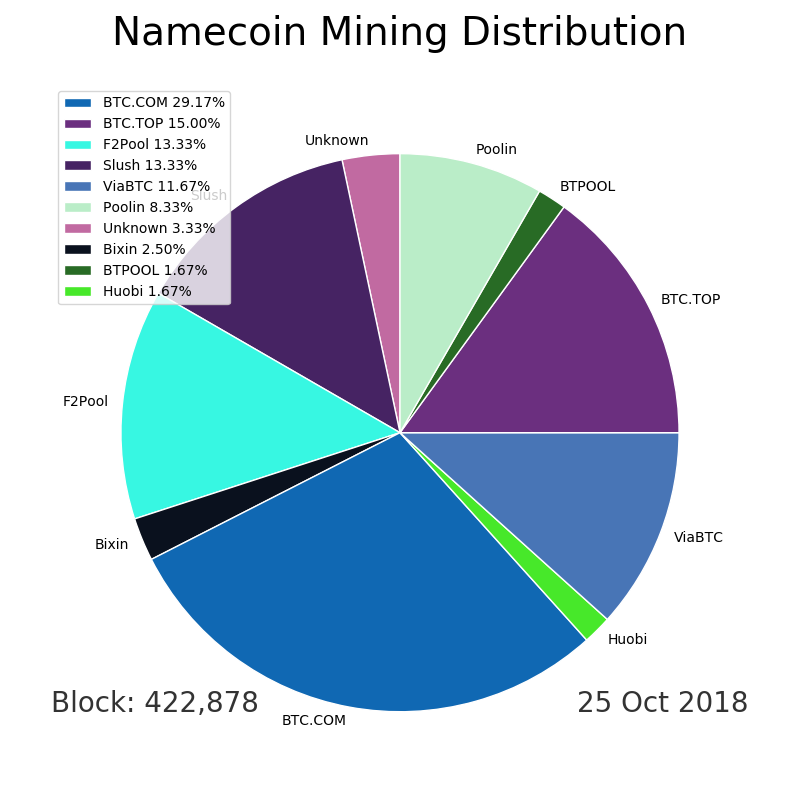 Namecoin Mining Distribution
BTC.COM 29.17%
BTC.TOP 15.00%
F2Pool 13.33%
Slush 13.33%
ViaBTC 11.67%
Poolin 8.33%
Unknown 3.33%
Bixin 2.50%
BTPOOL 1.67%
Huobi 1.67%
Unknown
Poolin
BTPOOL
Slush
BTC.TOP
F2Pool
ViaBTC
Bixin
Huobi
BTC.COM
Block: 422,878
25 Oct 2018